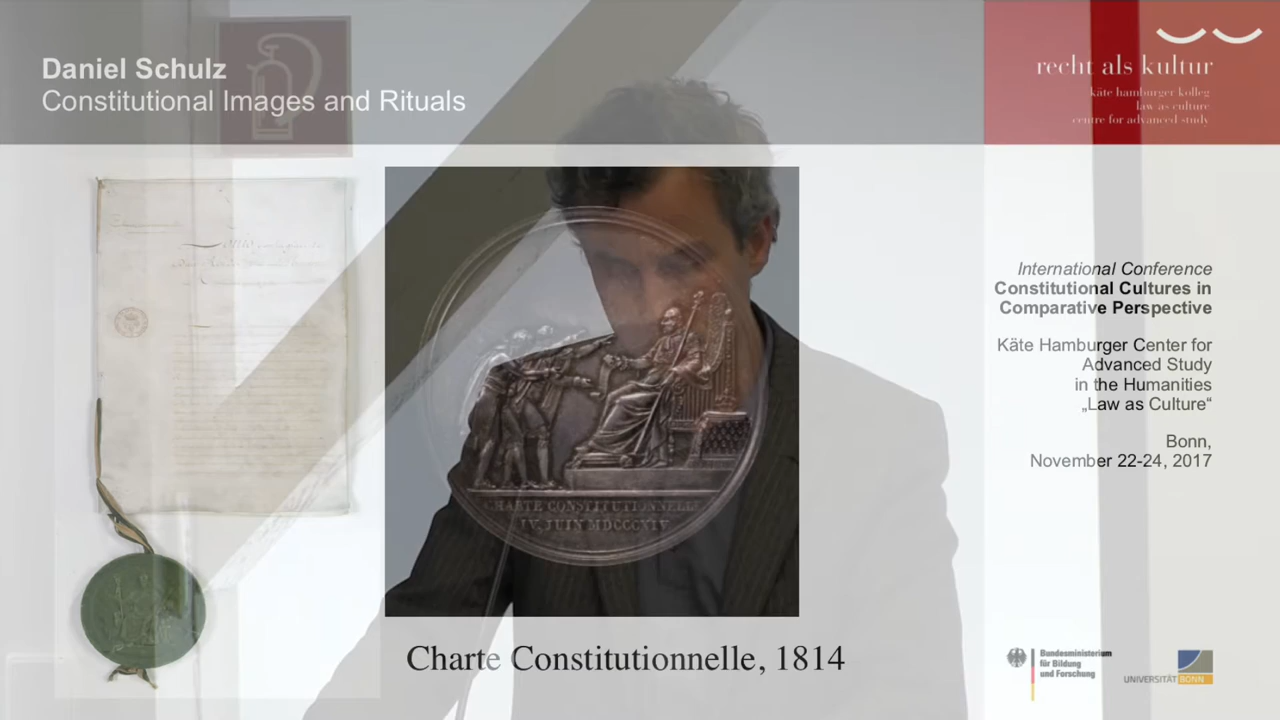 Daniel Schulz
Constitutional Images and Rituals
recht als kultur
käte hamburger kolleg
law as culture
centre for advanced study
International Conference
Constitutional Cultures in
Comparative Perspective
Käte Hamburger Center for
Advanced Study
in the Humanities
„Law as Culture“
Bonn,
November 22-24, 2017
CHARTE CONSTITUTIONNELLE
IV. JUIN MDCCCXIV
Charte Constitutionnelle, 1814
Bundesministerium
für Bildung
und Forschung
UNIVERSITÄT BONN